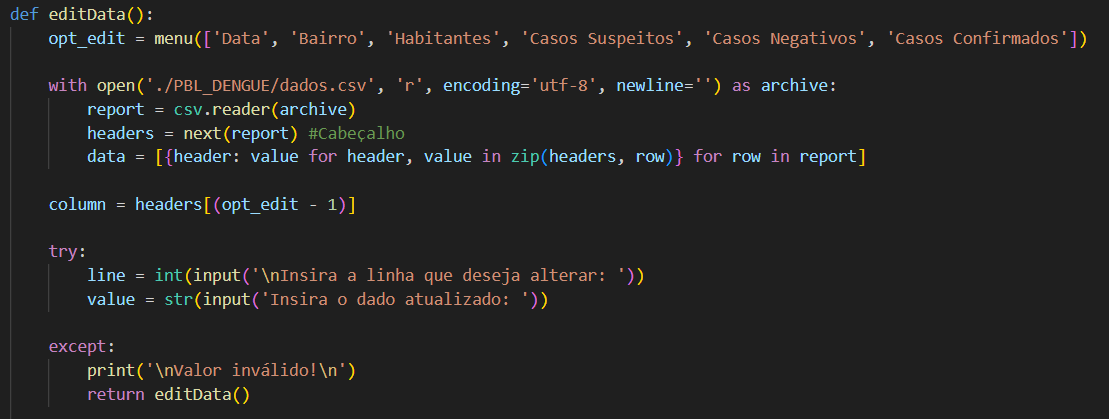 def editData():
    opt_edit = menu(['Data', 'Bairro', 'Habitantes', 'Casos Suspeitos', 'Casos Negativos', 'Casos Confirmados'])

    with open('./PBL_DENGUE/dados.csv', 'r', encoding='utf-8', newline='') as archive:
        report = csv.reader(archive)
        headers = next(report) #Cabeçalho
        data = [{header: value for header, value in zip(headers, row)} for row in report]

    column = headers[(opt_edit - 1)]

    try:
        line = int(input('\nInsira a linha que deseja alterar: '))
        value = str(input('Insira o dado atualizado: '))

    except:
        print('\nValor inválido!\n')
        return editData()